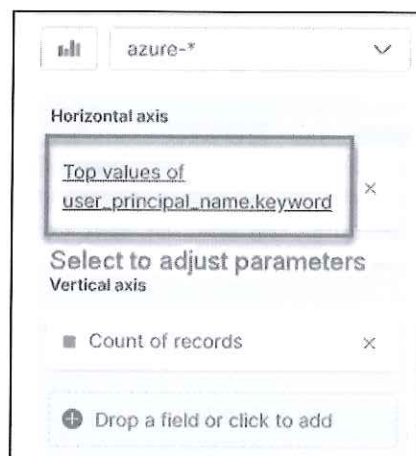 azure-*
Horizontal axis
Top values of
user_principal_name.keyword
Select to adjust parameters
Vertical axis
Count of records
Drop a field or click to add